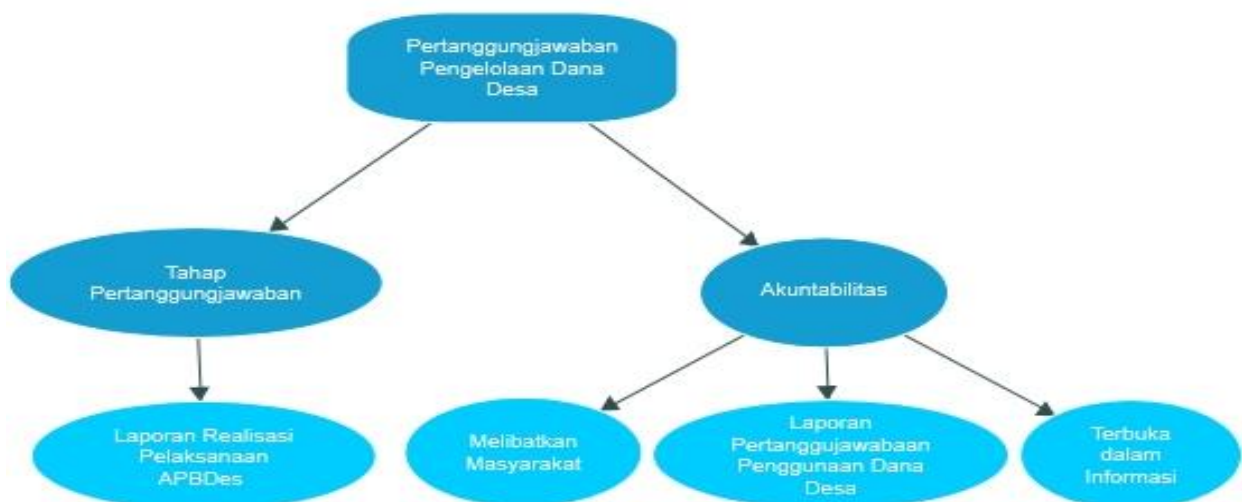 Pertanggungjawaban
Pengelolaan Dana
Desa
Tahap
Pertanggungjawaban
Akuntabilitas
Laporan Realisasi
Pelaksanaan
APBDes
Melibatkan
Masyarakat
Laporan
Pertanggujawabaan
Penggunaan Dana
Desa
Terbuka
dalam
Informasi